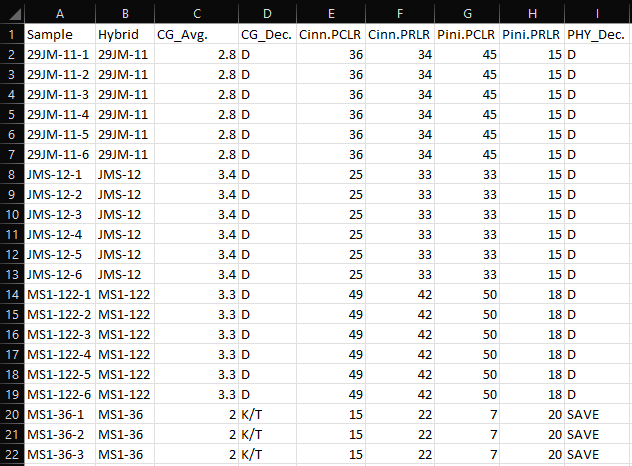 A B C D E F G H I
1 Sample Hybrid CG_Avg. CG_Dec. Cinn.PCLR Cinn.PRLR Pini.PCLR Pini.PRLR PHY_Dec.
2 29JM-11-1 29JM-11 2.8 D 36 34 45 15 D
3 29JM-11-2 29JM-11 2.8 D 36 34 45 15 D
4 29JM-11-3 29JM-11 2.8 D 36 34 45 15 D
5 29JM-11-4 29JM-11 2.8 D 36 34 45 15 D
6 29JM-11-5 29JM-11 2.8 D 36 34 45 15 D
7 29JM-11-6 29JM-11 2.8 D 36 34 45 15 D
8 JMS-12-1 JMS-12 3.4 D 25 33 33 15 D
9 JMS-12-2 JMS-12 3.4 D 25 33 33 15 D
10 JMS-12-3 JMS-12 3.4 D 25 33 33 15 D
11 JMS-12-4 JMS-12 3.4 D 25 33 33 15 D
12 JMS-12-5 JMS-12 3.4 D 25 33 33 15 D
13 JMS-12-6 JMS-12 3.4 D 25 33 33 15 D
14 MS1-122-1 MS1-122 3.3 D 49 42 50 18 D
15 MS1-122-2 MS1-122 3.3 D 49 42 50 18 D
16 MS1-122-3 MS1-122 3.3 D 49 42 50 18 D
17 MS1-122-4 MS1-122 3.3 D 49 42 50 18 D
18 MS1-122-5 MS1-122 3.3 D 49 42 50 18 D
19 MS1-122-6 MS1-122 3.3 D 49 42 50 18 D
20 MS1-36-1 MS1-36 2 K/T 15 22 7 20 SAVE
21 MS1-36-2 MS1-36 2 K/T 15 22 7 20 SAVE
22 MS1-36-3 MS1-36 2 K/T 15 22 7 20 SAVE